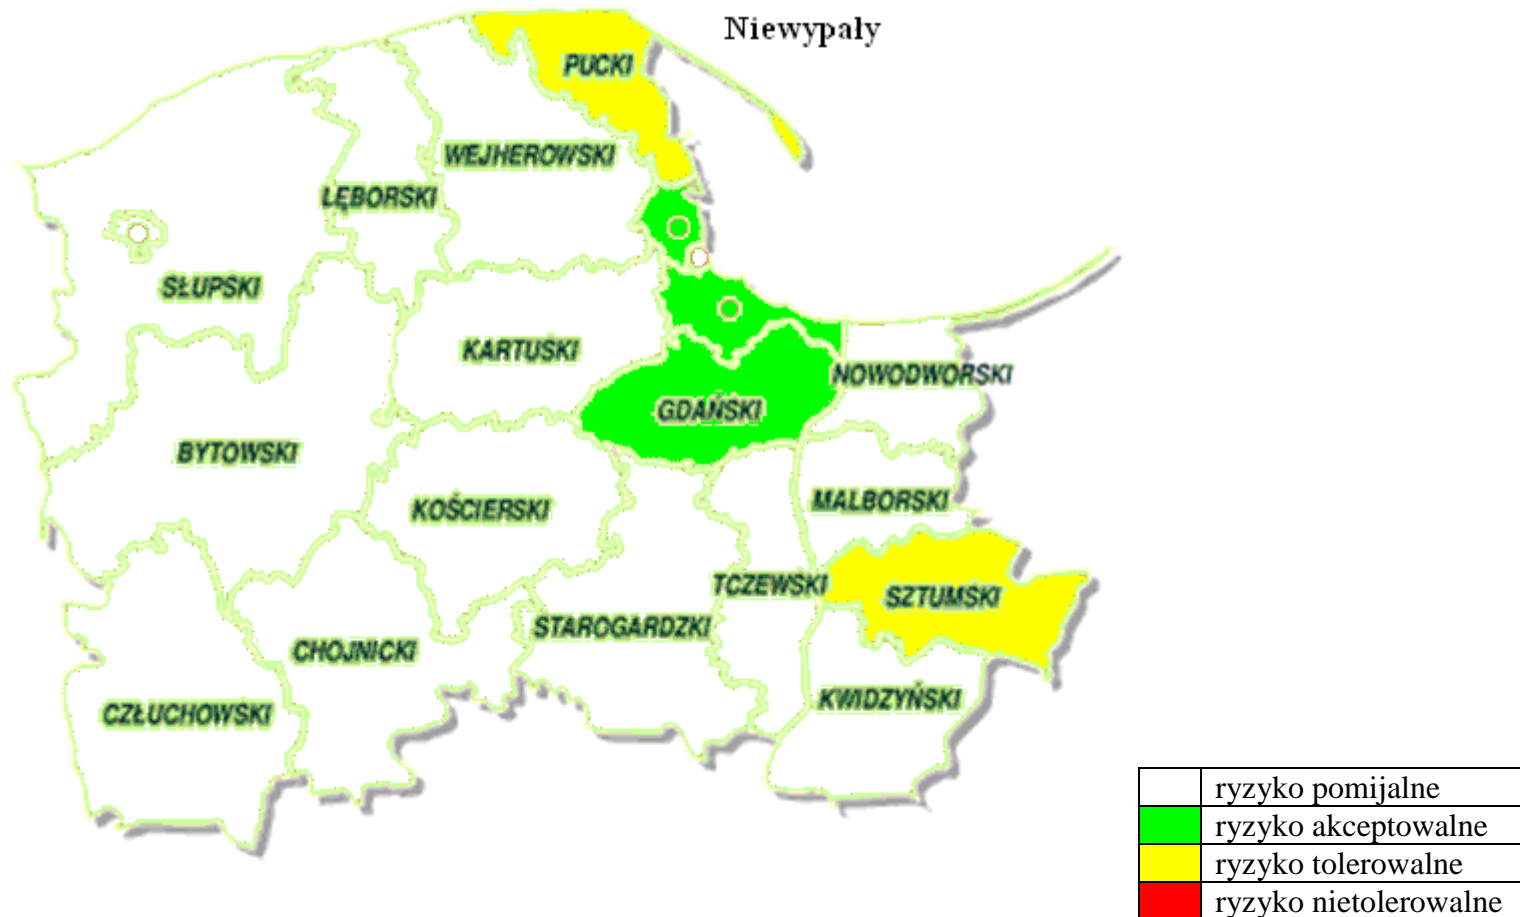 Niewypały
PUCKI
WEJHEROWSKI
LĘBORSKI
SŁUPSKI
KARTUSKI
NOWODWORSKI
GDAŃSKI
BYTOWSKI
KOŚCIERSKI
MALBORSKI
TCZEWSKI
SZTUMSKI
STAROGARDZKI
CHOJNICKI
KWIDZYŃSKI
CZŁUCHOWSKI
ryzyko pomijalne
ryzyko akceptowalne
ryzyko tolerowalne
ryzyko nietolerowalne